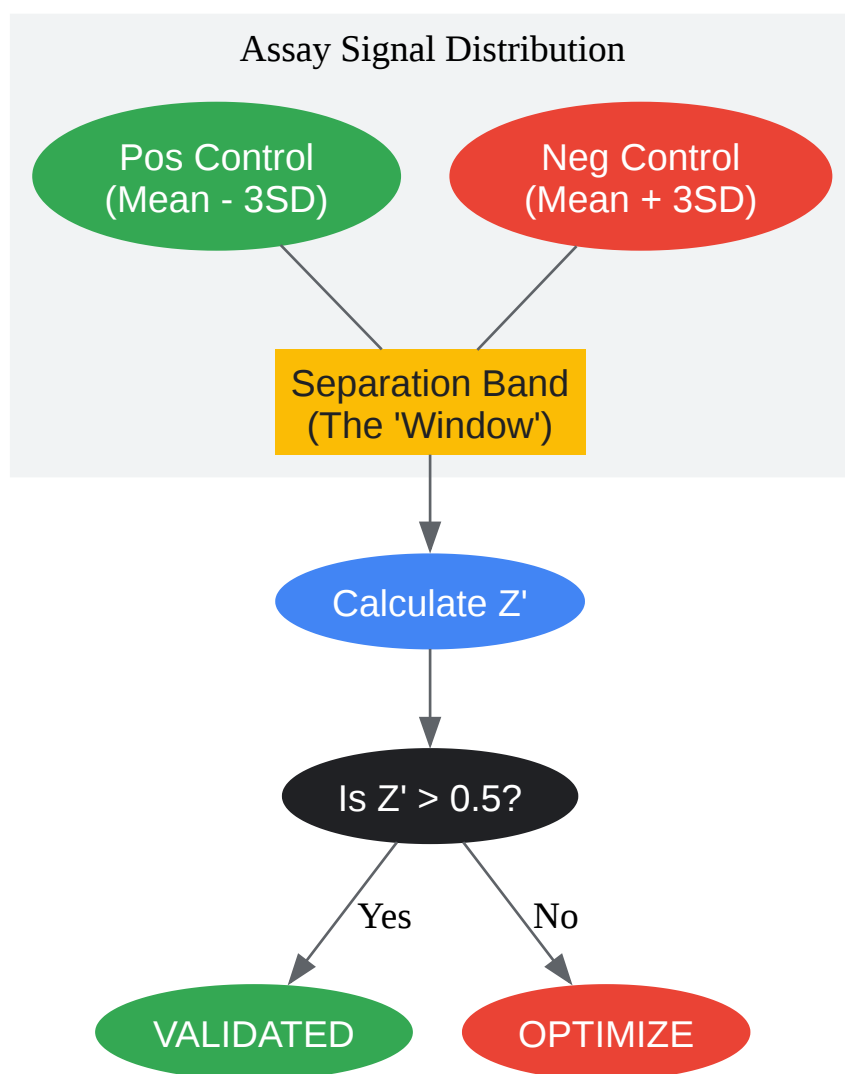 Assay Signal Distribution
Pos Control
(Mean - 3SD)
Neg Control
(Mean + 3SD)
Separation Band
(The 'Window')
Calculate Z'
Is Z' > 0.5?
Yes
No
VALIDATED
OPTIMIZE